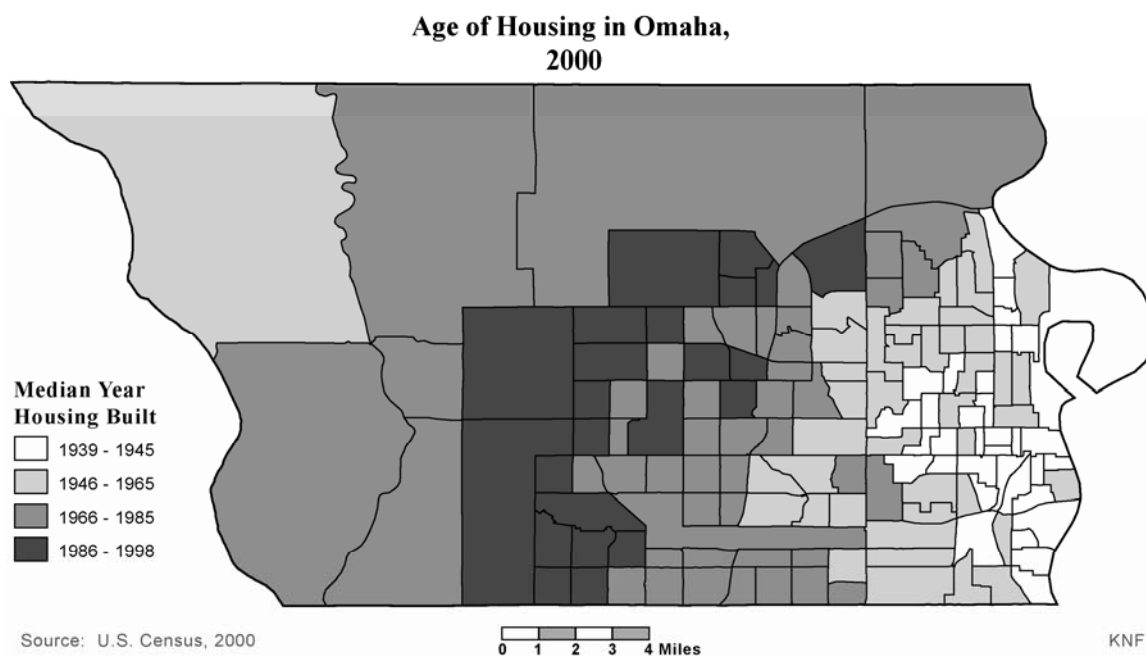 Age of Housing in Omaha,
2000
Median Year
Housing Built
1939 - 1945
1946 - 1965
1966 - 1985
1986 - 1998
Source: U.S. Census, 2000
0 1 2 3 4 Miles
KNF